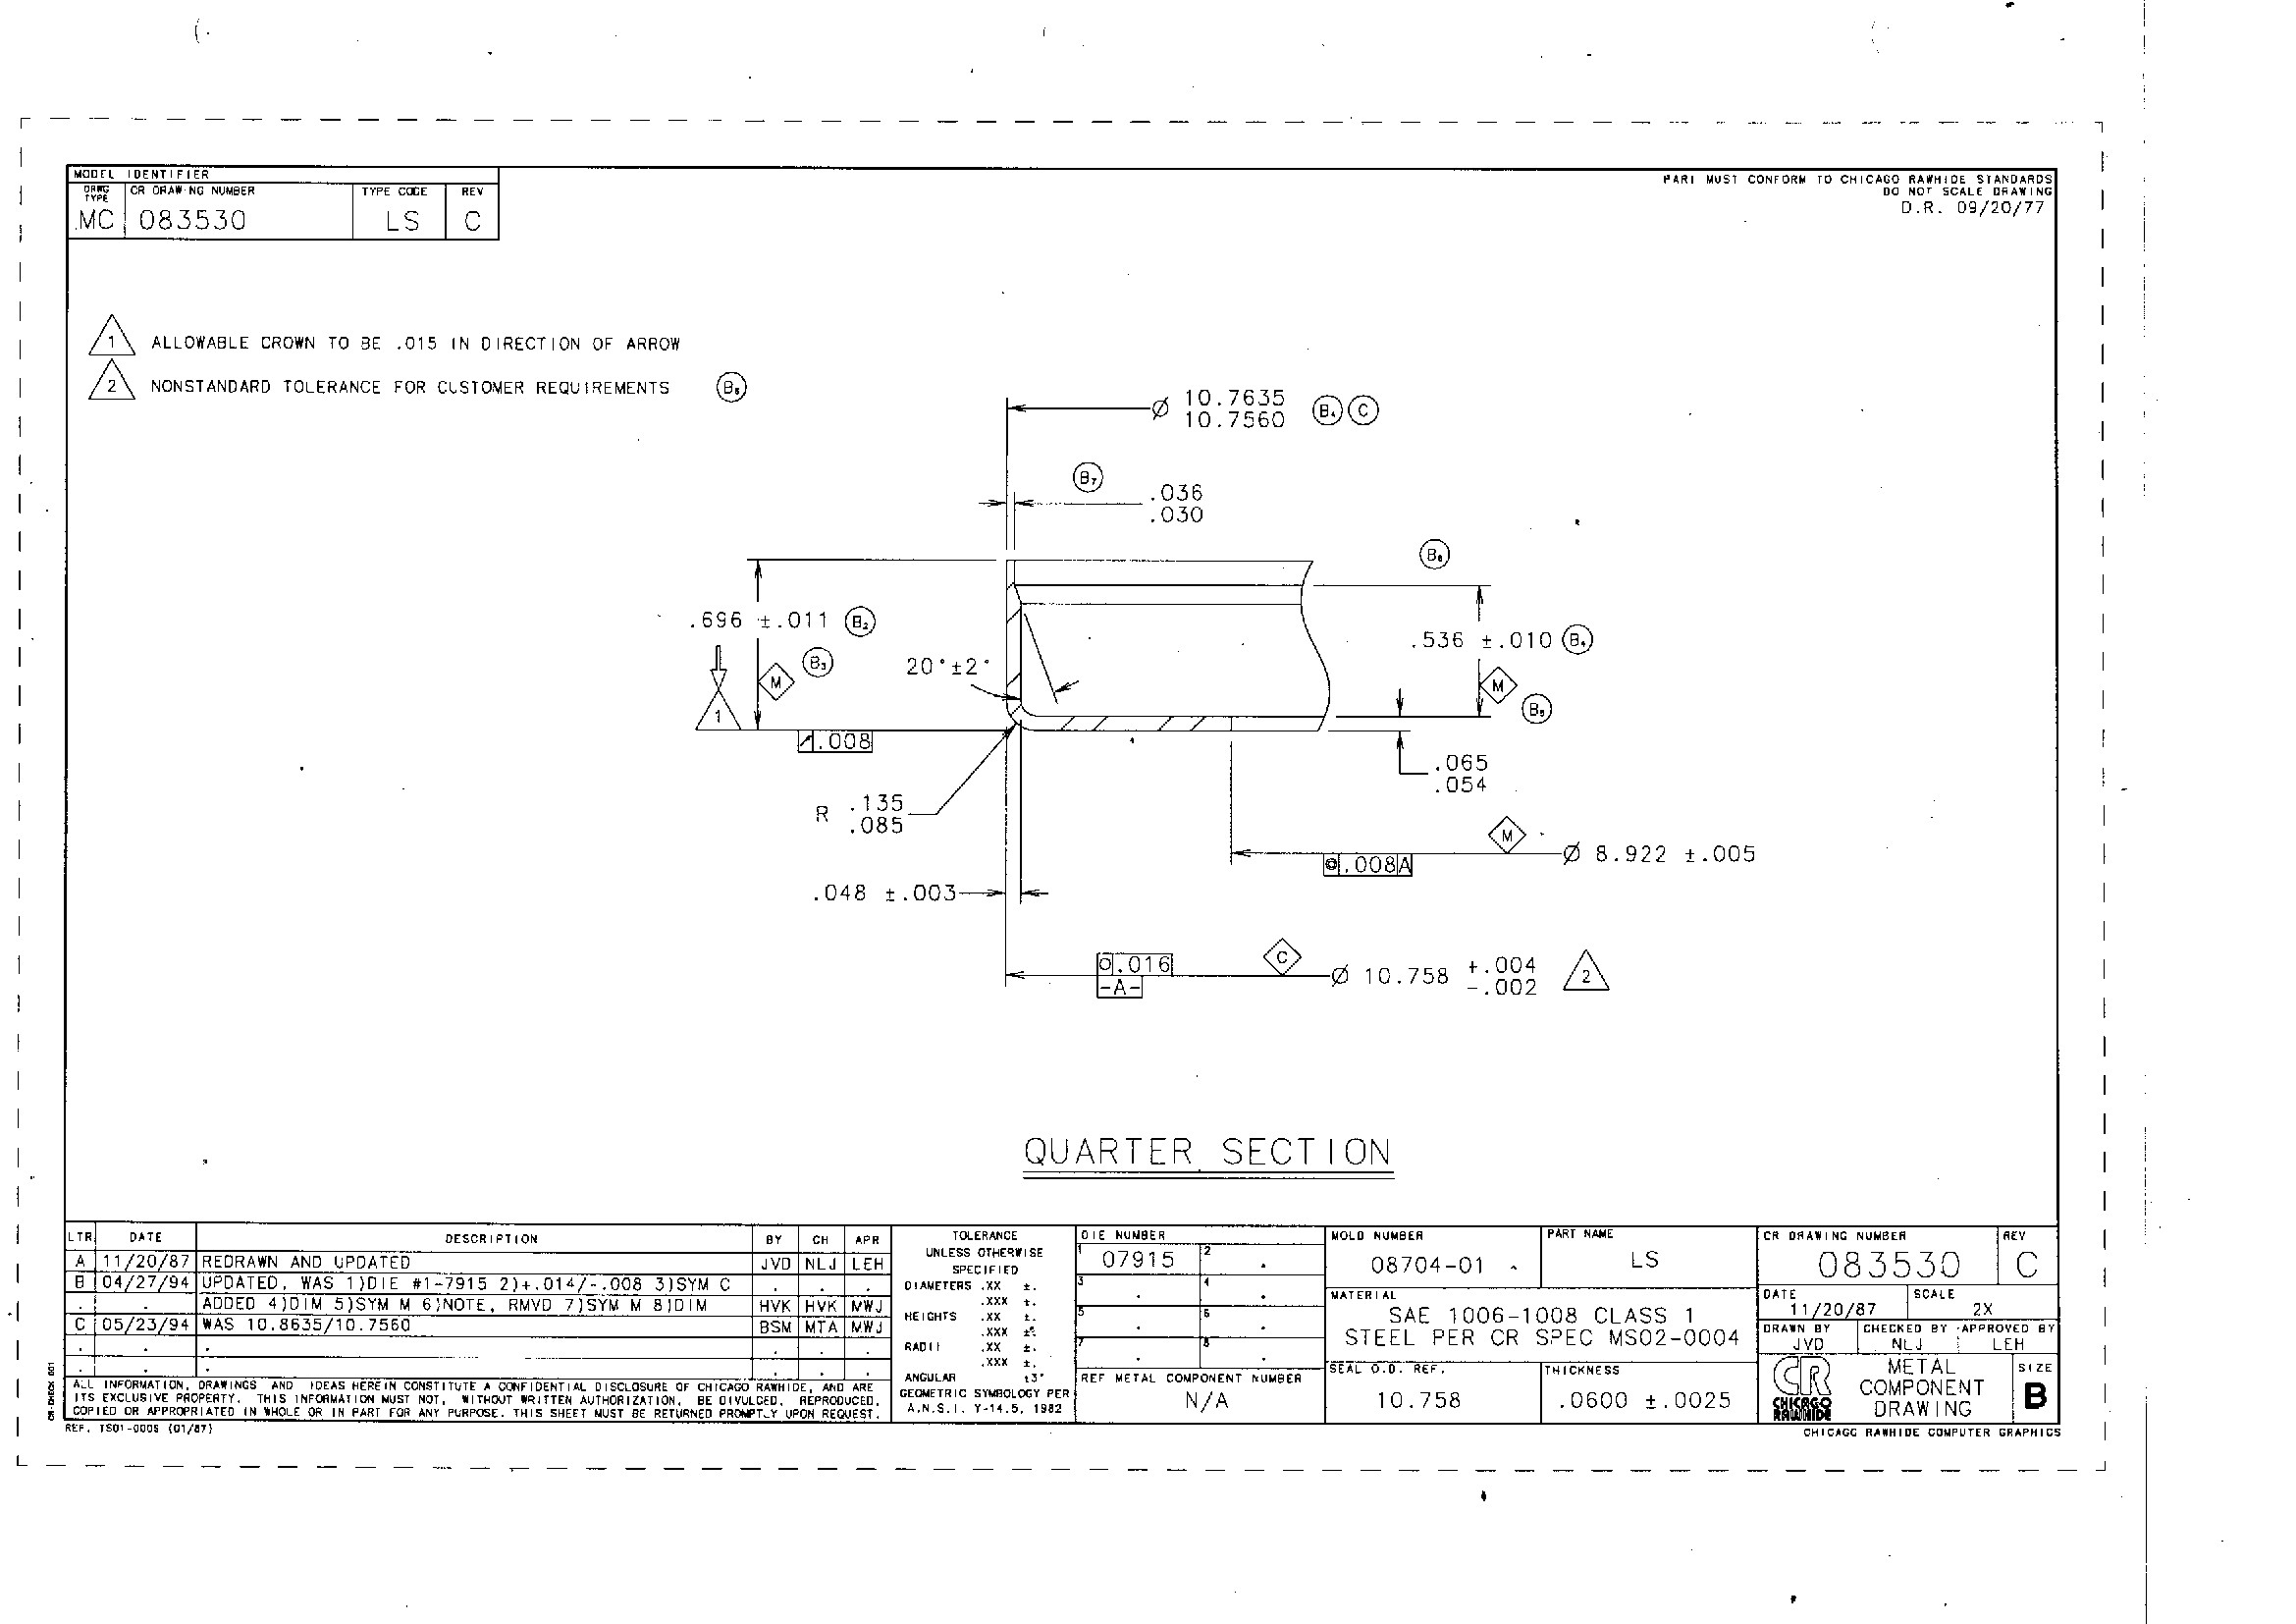 MODEL IDENTIFIER
DRWG TYPE CR DRAWING NUMBER TYPE CODE REV
MC 083530 LS C
PART MUST CONFORM TO CHICAGO RAWHIDE STANDARDS
DO NOT SCALE DRAWING
D.R. 09/20/77
1 ALLOWABLE CROWN TO BE .015 IN DIRECTION OF ARROW
2 NONSTANDARD TOLERANCE FOR CUSTOMER REQUIREMENTS B6
Ø 10.7635
10.7560 B4 C
B7
.036
.030
B8
.696 ±.011 B2
B3
M
1
20°±2°
.536 ±.010 B4
M
B5
.008
.065
.054
R .135
.085
M
Ø 8.922 ±.005
◎ .008 A
.048 ±.003
○ .016
-A-
C
Ø 10.758 +.004
-.002
2
QUARTER SECTION
LTR DATE DESCRIPTION BY CH APR
A 11/20/87 REDRAWN AND UPDATED JVD NLJ LEH
B 04/27/94 UPDATED, WAS 1)DIE #1-7915 2)+.014/-.008 3)SYM C
ADDED 4)DIM 5)SYM M 6)NOTE, RMVD 7)SYM M 8)DIM HVK HVK MWJ
C 05/23/94 WAS 10.8635/10.7560 BSM MTA MWJ
ALL INFORMATION, DRAWINGS AND IDEAS HEREIN CONSTITUTE A CONFIDENTIAL DISCLOSURE OF CHICAGO RAWHIDE, AND ARE
ITS EXCLUSIVE PROPERTY. THIS INFORMATION MUST NOT, WITHOUT WRITTEN AUTHORIZATION, BE DIVULGED, REPRODUCED,
COPIED OR APPROPRIATED IN WHOLE OR IN PART FOR ANY PURPOSE. THIS SHEET MUST BE RETURNED PROMPTLY UPON REQUEST.
REF. TS01-0005 (01/87)
CR-CHECK 001
TOLERANCE
UNLESS OTHERWISE
SPECIFIED
DIAMETERS .XX ±.
.XXX ±.
HEIGHTS .XX ±.
.XXX ±.
RADII .XX ±.
.XXX ±.
ANGULAR ±3°
GEOMETRIC SYMBOLOGY PER
A.N.S.I. Y-14.5, 1982
DIE NUMBER
1 07915 2
3 4
5 6
7 8
REF METAL COMPONENT NUMBER
N/A
MOLD NUMBER
08704-01
PART NAME
LS
MATERIAL
SAE 1006-1008 CLASS 1
STEEL PER CR SPEC MS02-0004
SEAL O.D. REF.
10.758
THICKNESS
.0600 ±.0025
CR DRAWING NUMBER REV
083530 C
DATE SCALE
11/20/87 2X
DRAWN BY CHECKED BY APPROVED BY
JVD NLJ LEH
CR
CHICAGO
RAWHIDE
METAL
COMPONENT
DRAWING
SIZE
B
CHICAGO RAWHIDE COMPUTER GRAPHICS